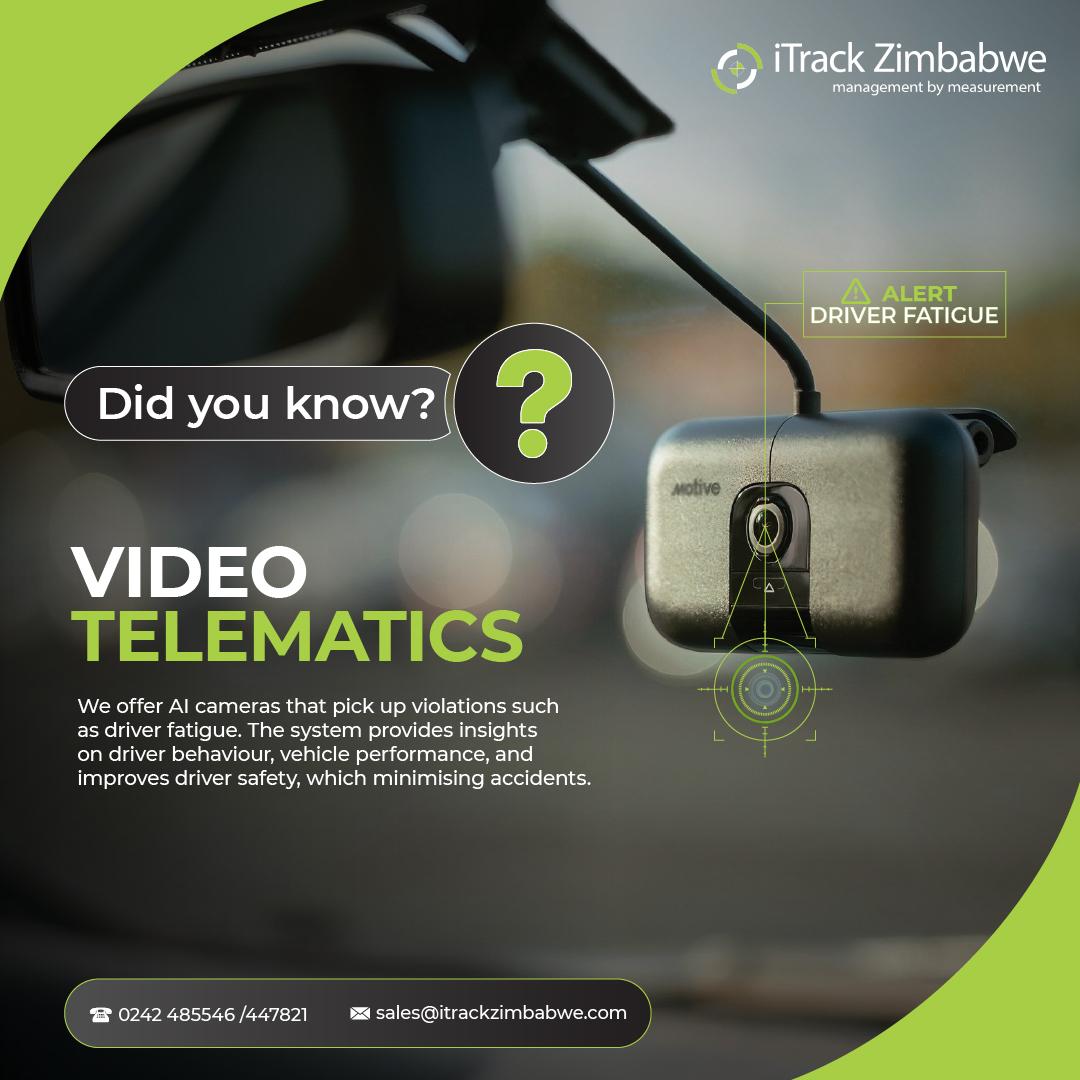 iTrack Zimbabwe
management by measurement
ALERT
DRIVER FATIGUE
Did you know?
?
Motive
VIDEO
TELEMATICS
We offer AI cameras that pick up violations such
as driver fatigue. The system provides insights
on driver behaviour, vehicle performance, and
improves driver safety, which minimising accidents.
0242 485546 /447821
sales@itrackzimbabwe.com